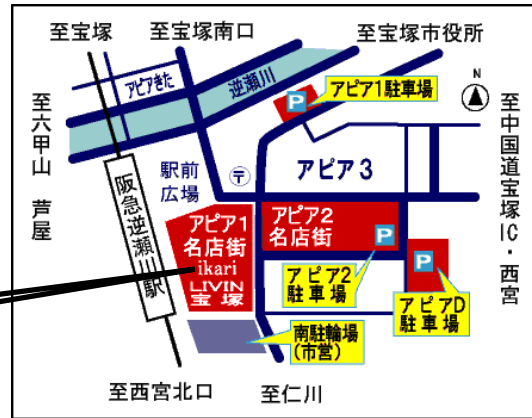 至宝塚
至宝塚南口
至宝塚市役所
アピアきた
逆瀬川
P
アピア1駐車場
N
至六甲山 芦屋
至中国道宝塚IC・西宮
駅前
広場
〒
アピア3
阪急逆瀬川駅
アピア1
名店街
ikari
LIVIN
宝塚
アピア2
名店街
P
P
アピア2
駐車場
アピアD
駐車場
南駐輪場
(市営)
至西宮北口
至仁川